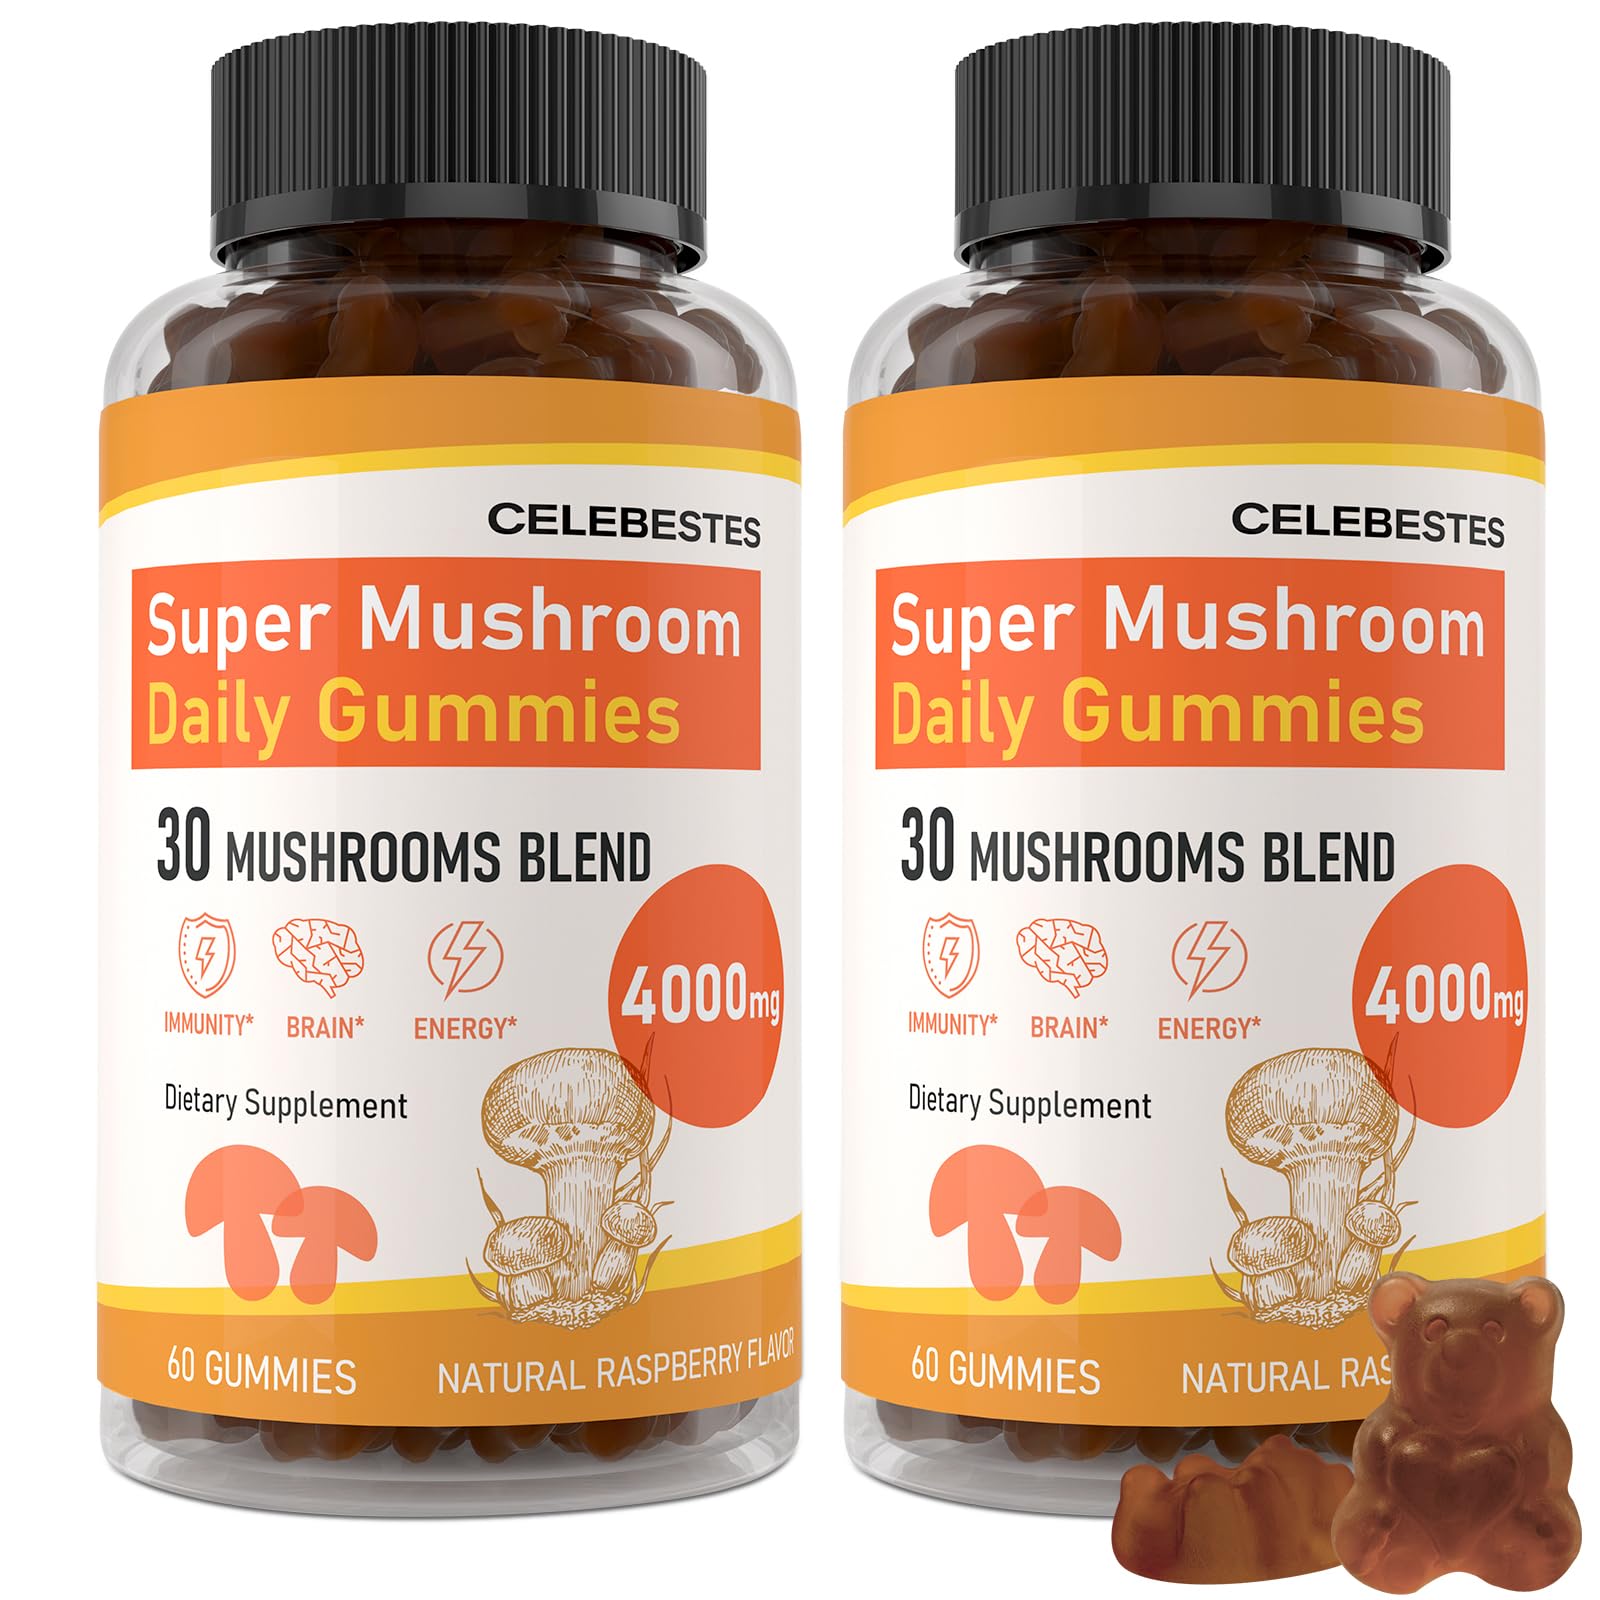 CELEBESTES
Super Mushroom
Daily Gummies
30 MUSHROOMS BLEND
IMMUNITY* BRAIN* ENERGY*
4000mg
Dietary Supplement
60 GUMMIES NATURAL RASPBERRY FLAVOR
CELEBESTES
Super Mushroom
Daily Gummies
30 MUSHROOMS BLEND
IMMUNITY* BRAIN* ENERGY*
4000mg
Dietary Supplement
60 GUMMIES NATURAL RAS